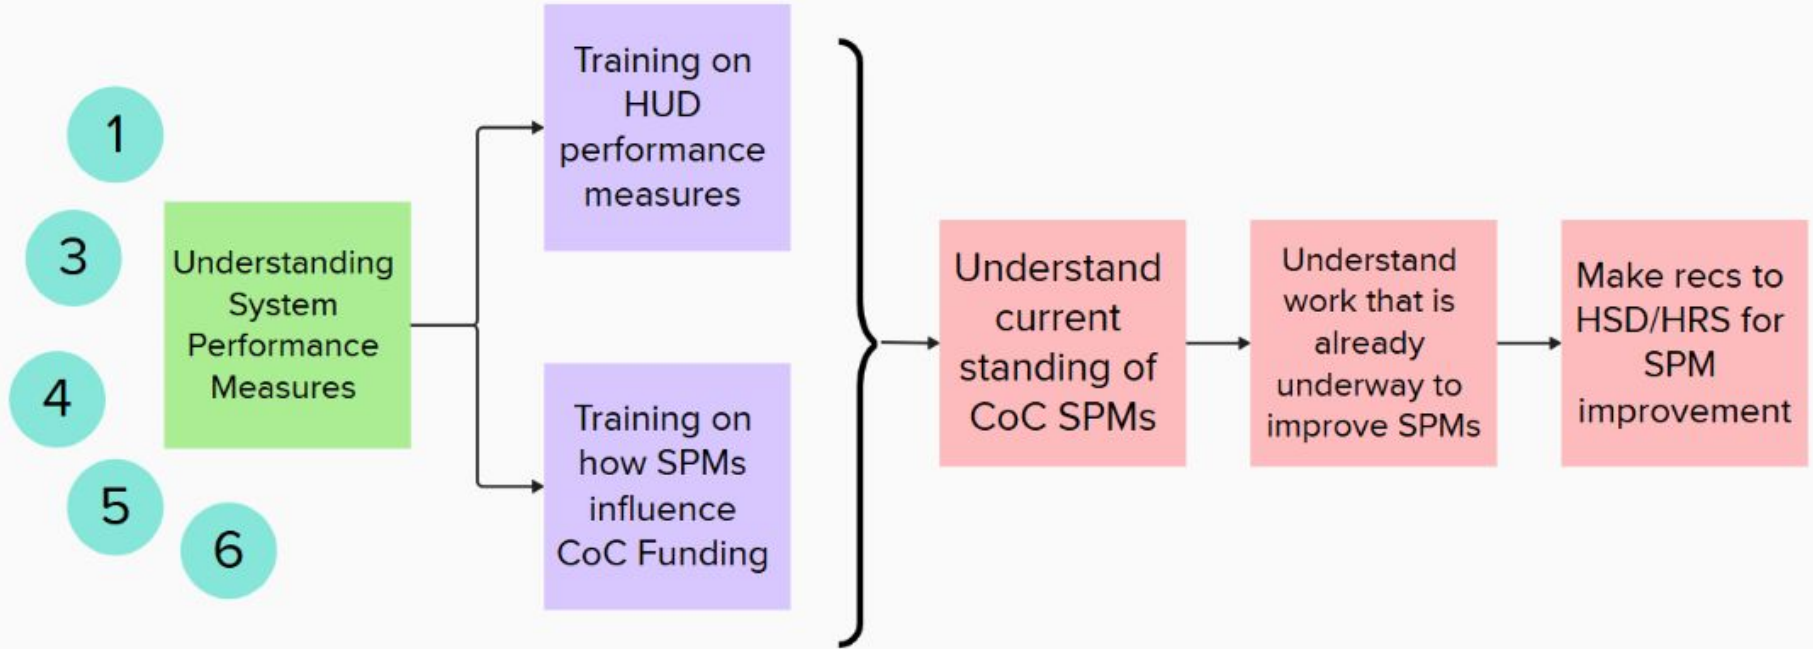 1
3
4
5
6
Understanding
System
Performance
Measures
Training on
HUD
performance
measures
Training on
how SPMs
influence
CoC Funding
Understand
current
standing of
CoC SPMs
Understand
work that is
already
underway to
improve SPMs
Make recs to
HSD/HRS for
SPM
improvement